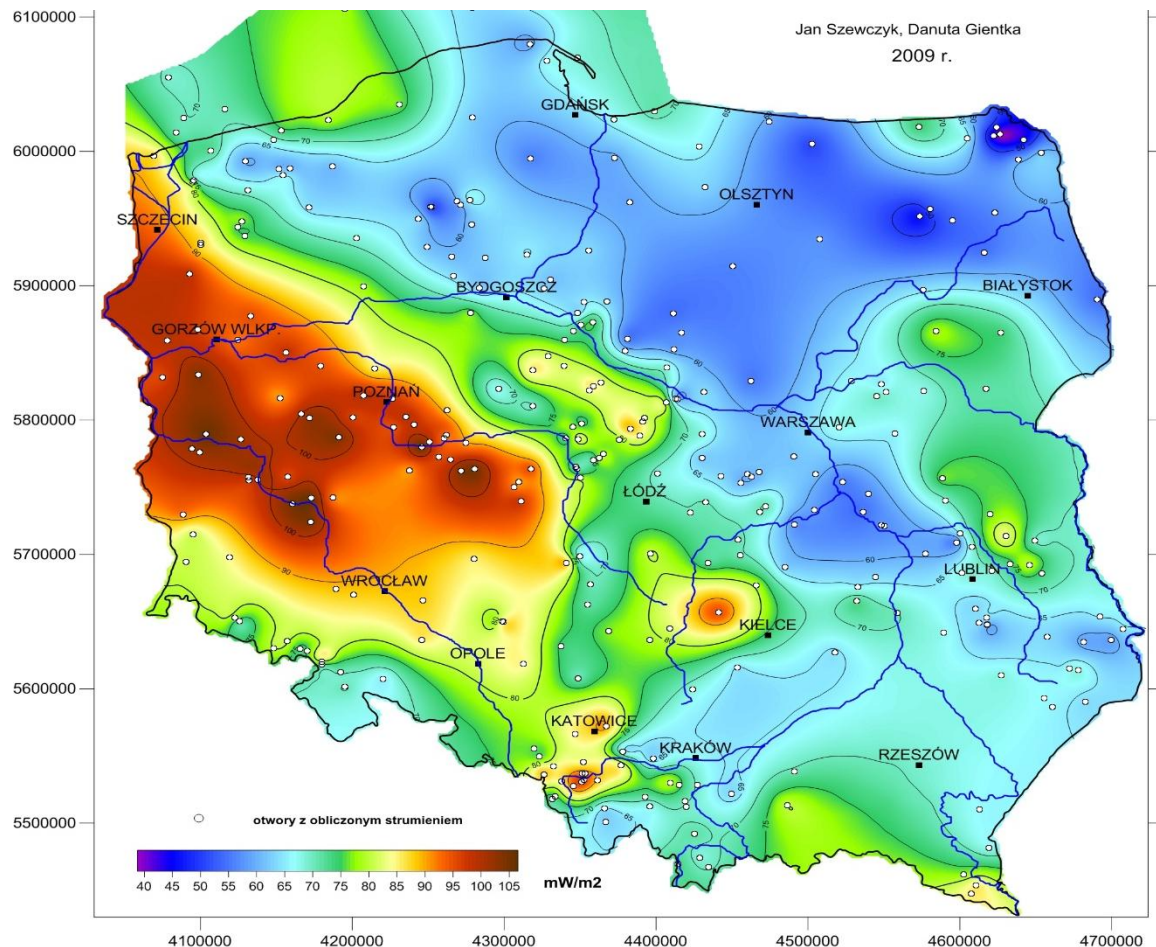 6100000
Jan Szewczyk, Danuta Gientka
2009 r.
GDAŃSK
6000000
OLSZTYN
SZCZECIN
5900000
BYDGOSZCZ
BIAŁYSTOK
GORZÓW WLKP.
POZNAŃ
5800000
WARSZAWA
ŁÓDŹ
5700000
LUBLIN
WROCŁAW
KIELCE
OPOLE
5600000
KATOWICE
KRAKÓW
RZESZÓW
5500000
otwory z obliczonym strumieniem
40 45 50 55 60 65 70 75 80 85 90 95 100 105
mW/m2
4100000 4200000 4300000 4400000 4500000 4600000 4700000